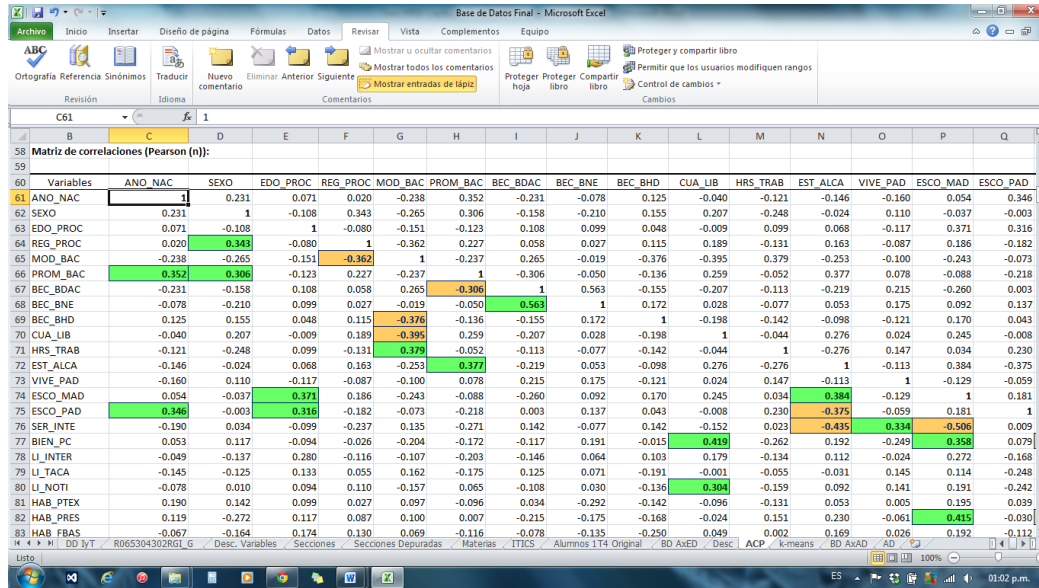 Base de Datos Final - Microsoft Excel
Archivo Inicio Insertar Diseño de página Fórmulas Datos Revisar Vista Complementos Equipo
ABC
Ortografía Referencia Sinónimos
Revisión
Traducir
Idioma
Nuevo comentario Eliminar Anterior Siguiente
Mostrar u ocultar comentarios
Mostrar todos los comentarios
Mostrar entradas de lápiz
Comentarios
Proteger hoja Proteger libro Compartir libro
Proteger y compartir libro
Permitir que los usuarios modifiquen rangos
Control de cambios
Cambios
C61 fx 1
B C D E F G H I J K L M N O P Q
58 Matriz de correlaciones (Pearson (n)):
59
60 Variables ANO_NAC SEXO EDO_PROC REG_PROC MOD_BAC PROM_BAC BEC_BDAC BEC_BNE BEC_BHD CUA_LIB HRS_TRAB EST_ALCA VIVE_PAD ESCO_MAD ESCO_PAD
61 ANO_NAC 1 0.231 0.071 0.020 -0.238 0.352 -0.231 -0.078 0.125 -0.040 -0.121 -0.146 -0.160 0.054 0.346
62 SEXO 0.231 1 -0.108 0.343 -0.265 0.306 -0.158 -0.210 0.155 0.207 -0.248 -0.024 0.110 -0.037 -0.003
63 EDO_PROC 0.071 -0.108 1 -0.080 -0.151 -0.123 0.108 0.099 0.048 -0.009 0.099 0.068 -0.117 0.371 0.316
64 REG_PROC 0.020 0.343 -0.080 1 -0.362 0.227 0.058 0.027 0.115 0.189 -0.131 0.163 -0.087 0.186 -0.182
65 MOD_BAC -0.238 -0.265 -0.151 -0.362 1 -0.237 0.265 -0.019 -0.376 -0.395 0.379 -0.253 -0.100 -0.243 -0.073
66 PROM_BAC 0.352 0.306 -0.123 0.227 -0.237 1 -0.306 -0.050 -0.136 0.259 -0.052 0.377 0.078 -0.088 -0.218
67 BEC_BDAC -0.231 -0.158 0.108 0.058 0.265 -0.306 1 0.563 -0.155 -0.207 -0.113 -0.219 0.215 -0.260 0.003
68 BEC_BNE -0.078 -0.210 0.099 0.027 -0.019 -0.050 0.563 1 0.172 0.028 -0.077 0.053 0.175 0.092 0.137
69 BEC_BHD 0.125 0.155 0.048 0.115 -0.376 -0.136 -0.155 0.172 1 -0.198 -0.142 -0.098 -0.121 0.170 0.043
70 CUA_LIB -0.040 0.207 -0.009 0.189 -0.395 0.259 -0.207 0.028 -0.198 1 -0.044 0.276 0.024 0.245 -0.008
71 HRS_TRAB -0.121 -0.248 0.099 -0.131 0.379 -0.052 -0.113 -0.077 -0.142 -0.044 1 -0.276 0.147 0.034 0.230
72 EST_ALCA -0.146 -0.024 0.068 0.163 -0.253 0.377 -0.219 0.053 -0.098 0.276 -0.276 1 -0.113 0.384 -0.375
73 VIVE_PAD -0.160 0.110 -0.117 -0.087 -0.100 0.078 0.215 0.175 -0.121 0.024 0.147 -0.113 1 -0.129 -0.059
74 ESCO_MAD 0.054 -0.037 0.371 0.186 -0.243 -0.088 -0.260 0.092 0.170 0.245 0.034 0.384 -0.129 1 0.181
75 ESCO_PAD 0.346 -0.003 0.316 -0.182 -0.073 -0.218 0.003 0.137 0.043 -0.008 0.230 -0.375 -0.059 0.181 1
76 SER_INTE -0.190 0.034 -0.099 -0.237 0.135 -0.271 0.142 -0.077 0.142 -0.152 0.023 -0.435 0.334 -0.506 0.009
77 BIEN_PC 0.053 0.117 -0.094 -0.026 -0.204 -0.172 -0.117 0.191 -0.015 0.419 -0.262 0.192 -0.249 0.358 0.079
78 LI_INTER -0.049 -0.137 0.280 -0.116 -0.107 -0.203 -0.146 0.064 0.103 0.179 -0.134 0.112 -0.024 0.272 -0.168
79 LI_TACA -0.145 -0.125 0.133 0.055 0.162 -0.175 0.125 0.071 -0.191 -0.001 -0.055 -0.031 0.145 0.114 -0.248
80 LI_NOTI -0.078 0.010 0.094 0.110 -0.157 0.065 -0.108 0.030 -0.136 0.304 -0.159 0.092 0.141 0.191 -0.242
81 HAB_PTEX 0.190 0.142 0.099 0.027 0.097 -0.096 0.034 -0.292 -0.142 -0.096 -0.131 0.053 0.005 0.195 0.039
82 HAB_PRES 0.119 -0.272 0.117 0.087 0.100 0.007 -0.215 -0.175 -0.168 -0.024 0.151 0.230 -0.061 0.415 -0.030
83 HAB_FBAS -0.067 -0.164 0.174 0.130 0.069 -0.116 -0.078 -0.135 -0.250 0.049 0.002 0.169 0.026 0.192 -0.112
DD IyT R065304302RGI_G Desc. Variables Secciones Secciones Depuradas Materias ITICS Alumnos 1T4 Original BD AxED Desc ACP k-means BD AxAD AD
Listo 100%
ES 01:02 p.m.